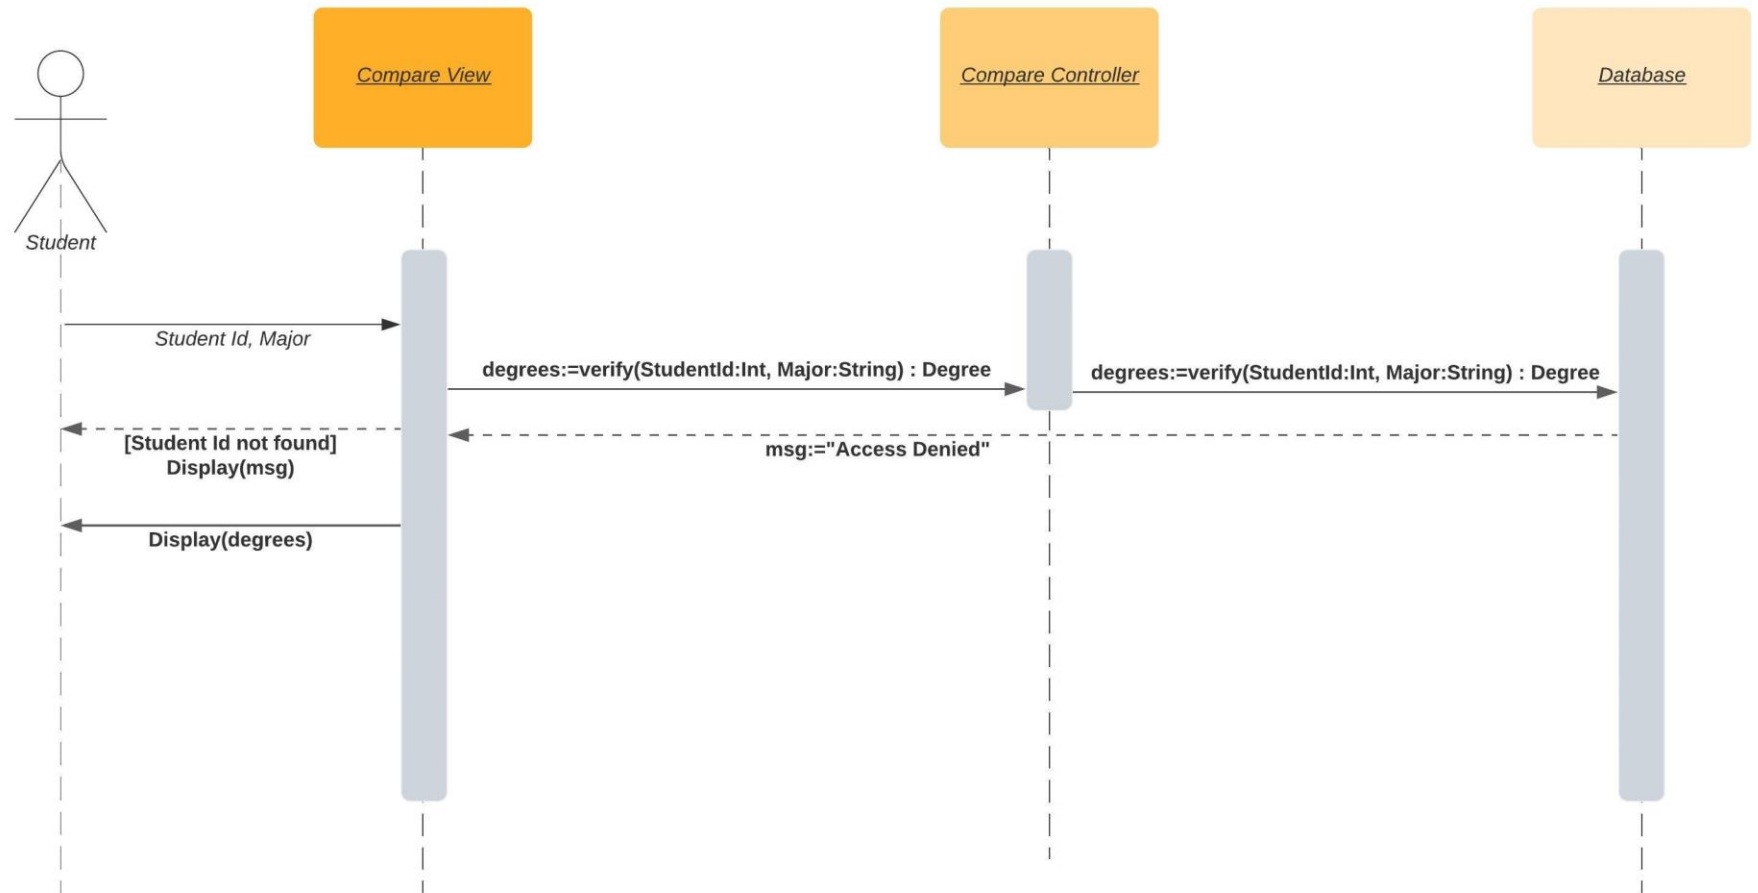 Compare View
Compare Controller
Database
Student
Student Id, Major
degrees:=verify(StudentId:Int, Major:String) : Degree
degrees:=verify(StudentId:Int, Major:String) : Degree
[Student Id not found]
Display(msg)
msg:="Access Denied"
Display(degrees)